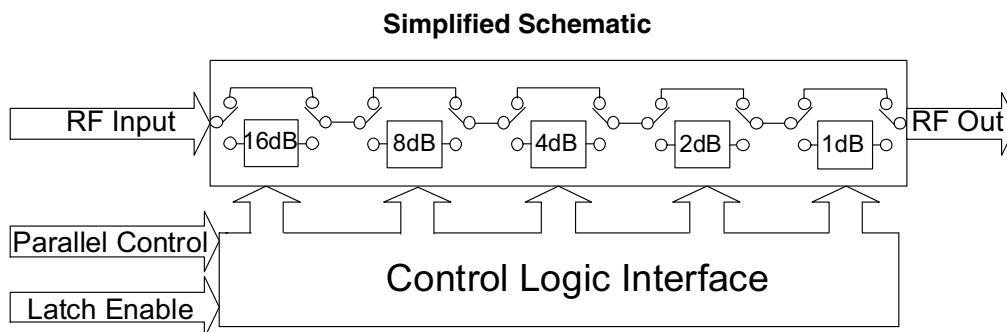 Simplified Schematic
RF Input
16dB
8dB
4dB
2dB
1dB
RF Out
Parallel Control
Latch Enable
Control Logic Interface